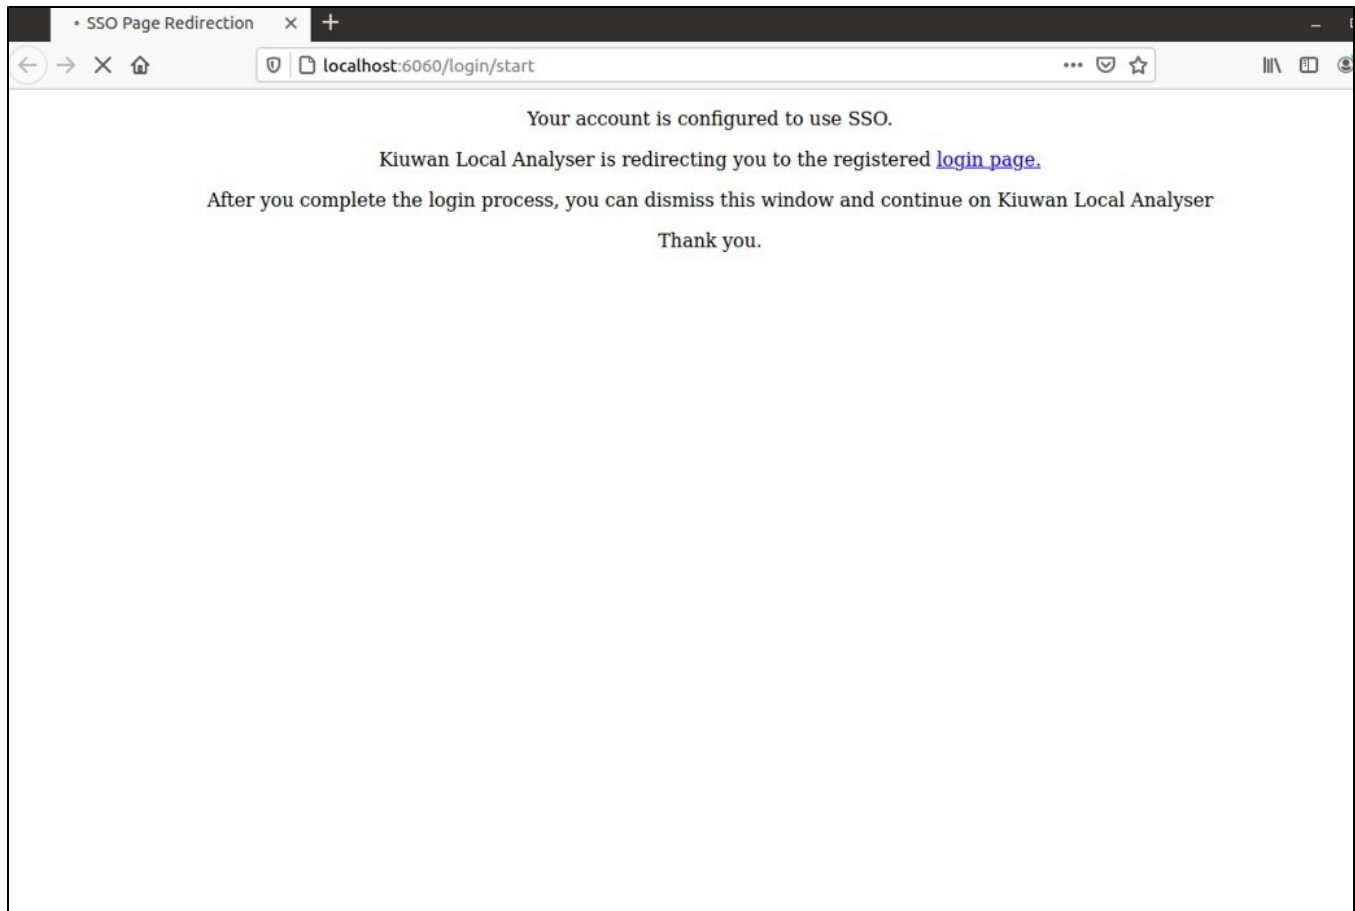 • SSO Page Redirection
localhost:6060/login/start
Your account is configured to use SSO.
Kiuwan Local Analyser is redirecting you to the registered login page.
After you complete the login process, you can dismiss this window and continue on Kiuwan Local Analyser
Thank you.